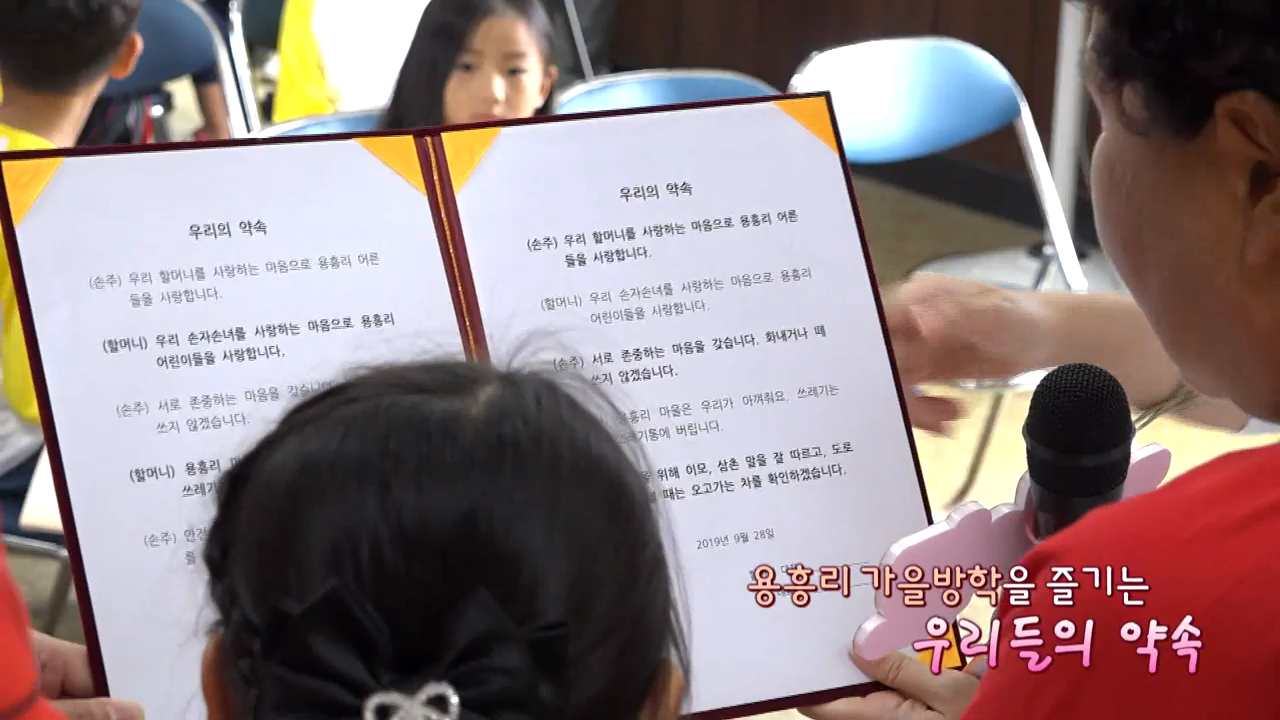 우리의 약속
(손주) 우리 할머니를 사랑하는 마음으로 용흥리 어른
들을 사랑합니다.
(할머니) 우리 손자손녀를 사랑하는 마음으로 용흥리
어린이들을 사랑합니다.
(손주) 서로 존중하는 마음을
쓰지 않겠습니다.
(할머니) 용흥리
(손주)
를
우리의 약속
(손주) 우리 할머니를 사랑하는 마음으로 용흥리 어른
들을 사랑합니다.
(할머니) 우리 손자손녀를 사랑하는 마음으로 용흥리
어린이들을 사랑합니다.
(손주) 서로 존중하는 마음을 갖습니다. 화내거나 떼
쓰지 않겠습니다.
용흥리 마을은 우리가 아껴줘요. 쓰레기는
버립니다.
위해 이모, 삼촌 말을 잘 따르고, 도로
때는 오고가는 차를 확인하겠습니다.
2019년 9월 28일
용흥리 가을방학을 즐기는
우리들의 약속